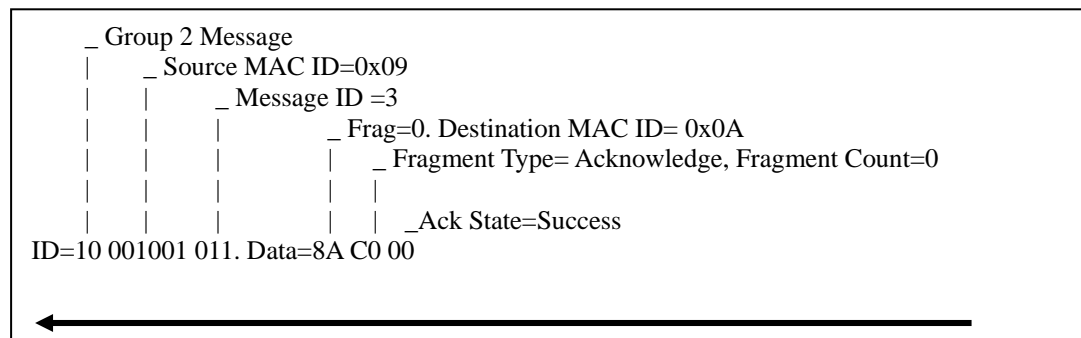 _ Group 2 Message
| _ Source MAC ID=0x09
| | _ Message ID =3
| | | _ Frag=0. Destination MAC ID= 0x0A
| | | | _ Fragment Type= Acknowledge, Fragment Count=0
| | | | |
| | | | | _Ack State=Success
ID=10 001001 011. Data=8A C0 00